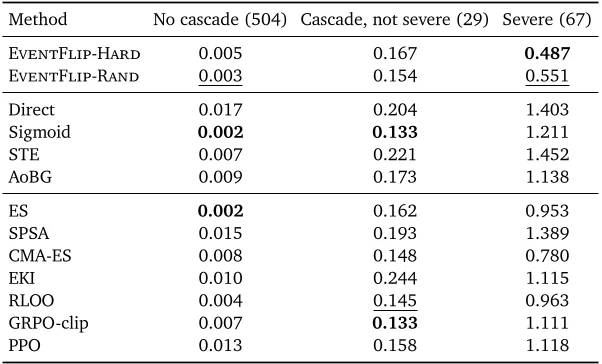 Method No cascade (504) Cascade, not severe (29) Severe (67)
EventFlip-Hard 0.005 0.167 0.487
EventFlip-Rand 0.003 0.154 0.551
Direct 0.017 0.204 1.403
Sigmoid 0.002 0.133 1.211
STE 0.007 0.221 1.452
AoBG 0.009 0.173 1.138
ES 0.002 0.162 0.953
SPSA 0.015 0.193 1.389
CMA-ES 0.008 0.148 0.780
EKI 0.010 0.244 1.115
RLOO 0.004 0.145 0.963
GRPO-clip 0.007 0.133 1.111
PPO 0.013 0.158 1.118